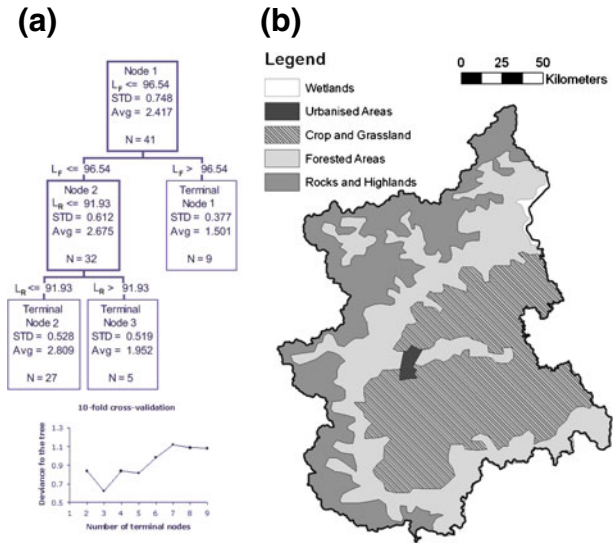 (a)
Node 1
L_F <= 96.54
STD = 0.748
Avg = 2.417
N = 41
L_F <= 96.54
L_F > 96.54
Node 2
L_R <= 91.93
STD = 0.612
Avg = 2.675
N = 32
Terminal
Node 1
STD = 0.377
Avg = 1.501
N = 9
L_R <= 91.93
L_R > 91.93
Terminal
Node 2
STD = 0.528
Avg = 2.809
N = 27
Terminal
Node 3
STD = 0.519
Avg = 1.952
N = 5
10-fold cross-validation
Deviance fo the tree
1.3
1.1
0.9
0.7
0.5
1 2 3 4 5 6 7 8 9
Number of terminal nodes
(b)
Legend
Wetlands
Urbanised Areas
Crop and Grassland
Forested Areas
Rocks and Highlands
0 25 50
Kilometers